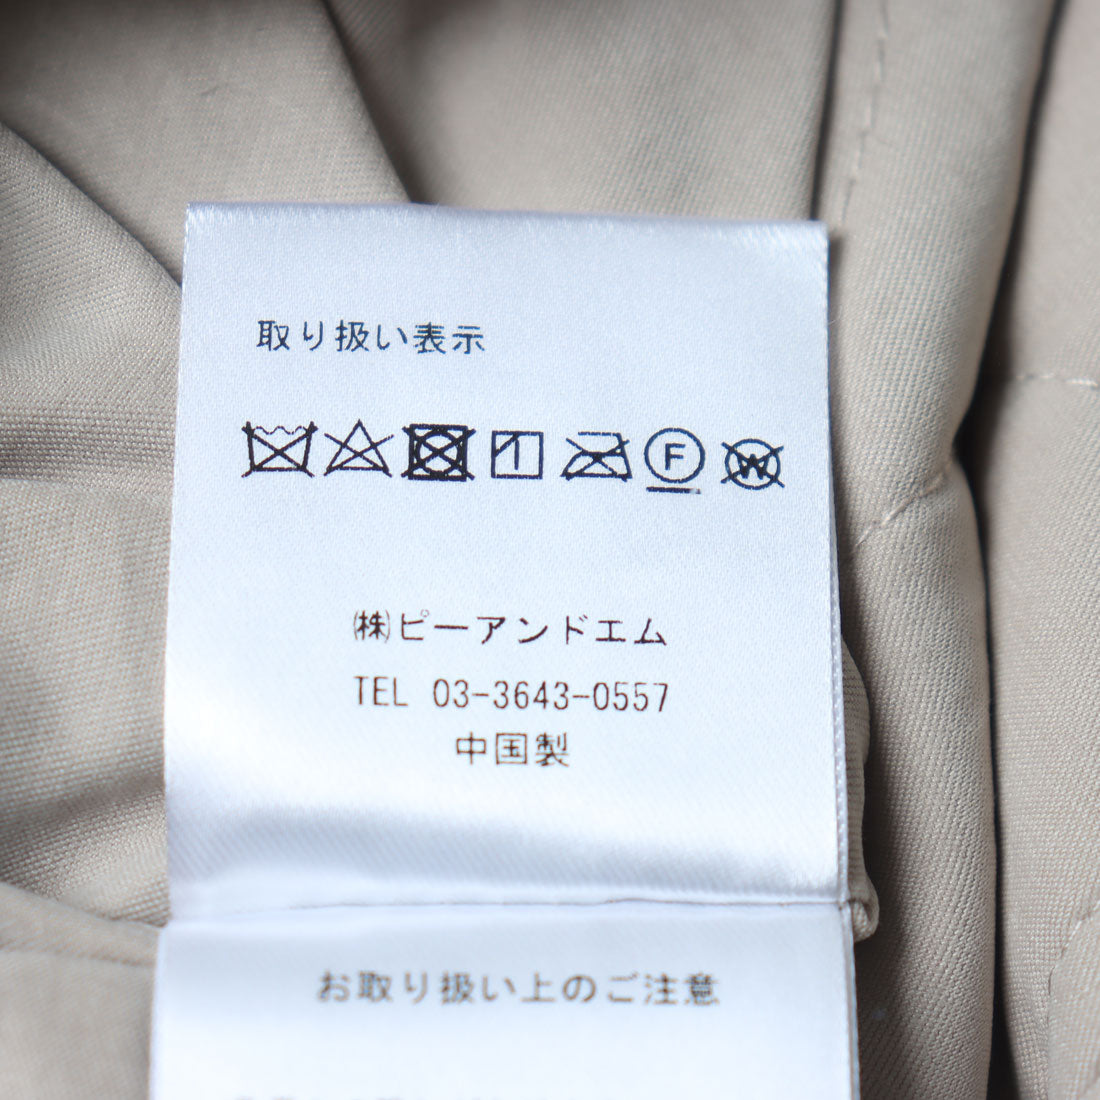 取り扱い表示
F W
㈱ピーアンドエム
TEL 03-3643-0557
中国製
お取り扱い上のご注意